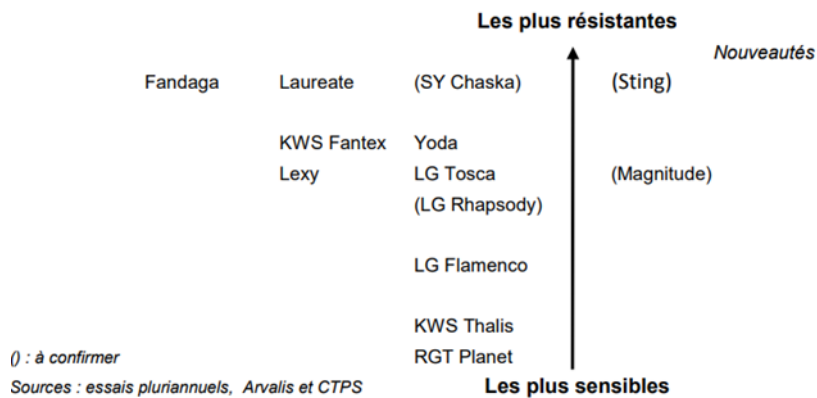 Les plus résistantes
Nouveautés
Fandaga Laureate (SY Chaska) (Sting)
KWS Fantex Yoda
Lexy LG Tosca (Magnitude)
(LG Rhapsody)
LG Flamenco
KWS Thalis
() : à confirmer RGT Planet
Sources : essais pluriannuels, Arvalis et CTPS Les plus sensibles